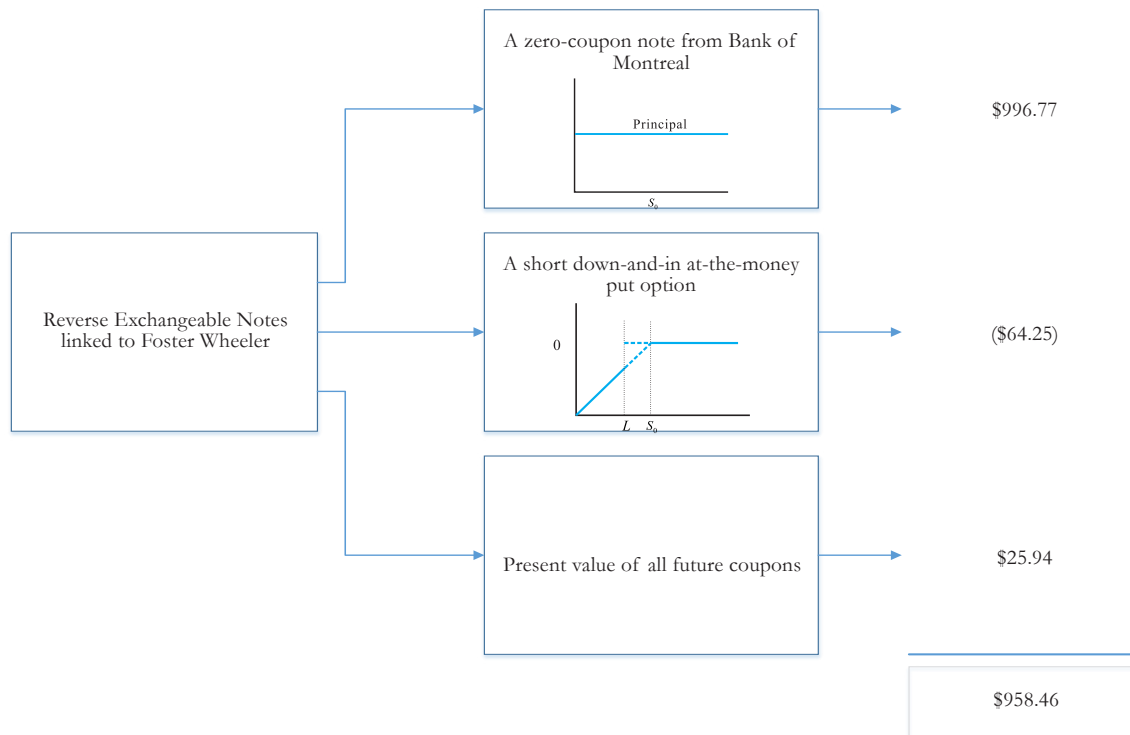 A zero-coupon note from Bank of
Montreal
Principal
S₀
$996.77
Reverse Exchangeable Notes
linked to Foster Wheeler
A short down-and-in at-the-money
put option
0
L S₀
($64.25)
Present value of all future coupons
$25.94
$958.46